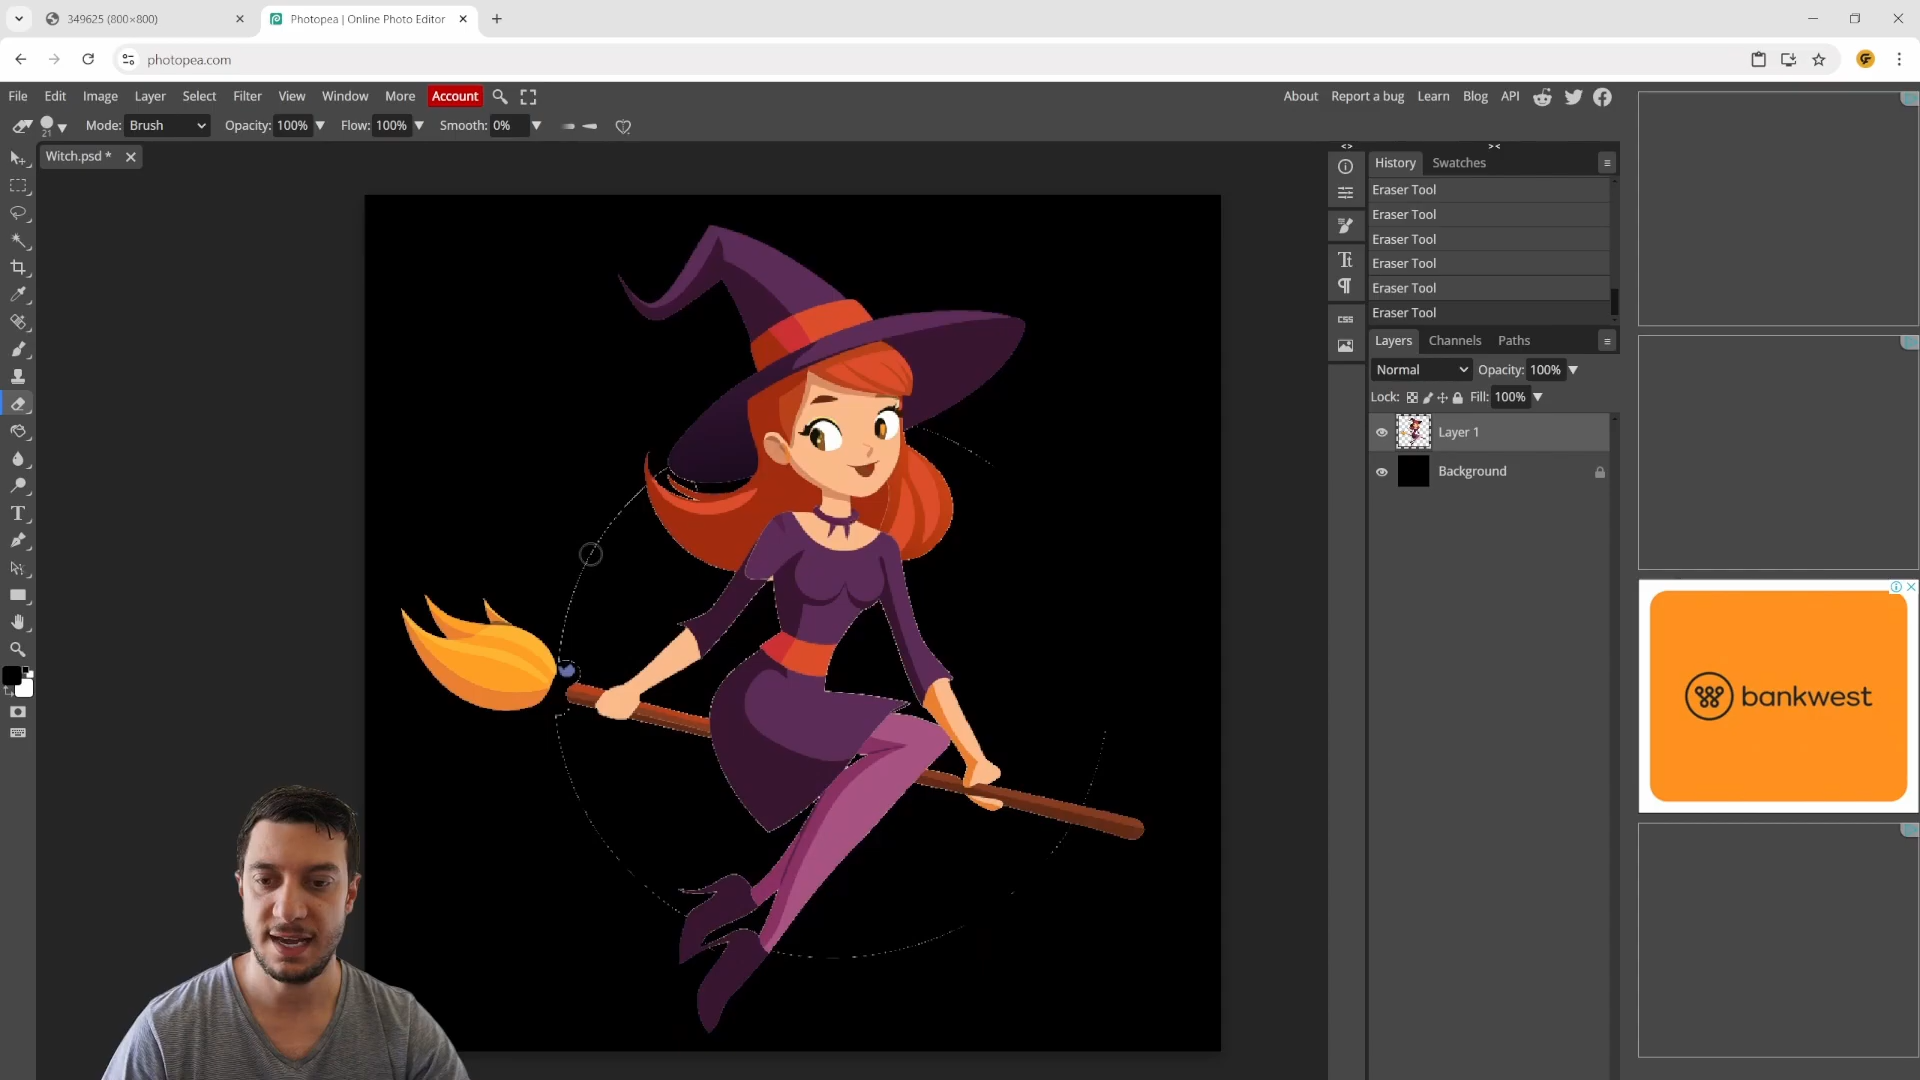 349625 (800×800)
Photopea | Online Photo Editor
photopea.com
File Edit Image Layer Select Filter View Window More Account
About Report a bug Learn Blog API
21 Mode: Brush Opacity: 100% Flow: 100% Smooth: 0%
Witch.psd *
History Swatches
Eraser Tool
Eraser Tool
Eraser Tool
Eraser Tool
Eraser Tool
Eraser Tool
CSS
Layers Channels Paths
Normal Opacity: 100%
Lock: Fill: 100%
Layer 1
Background
bankwest